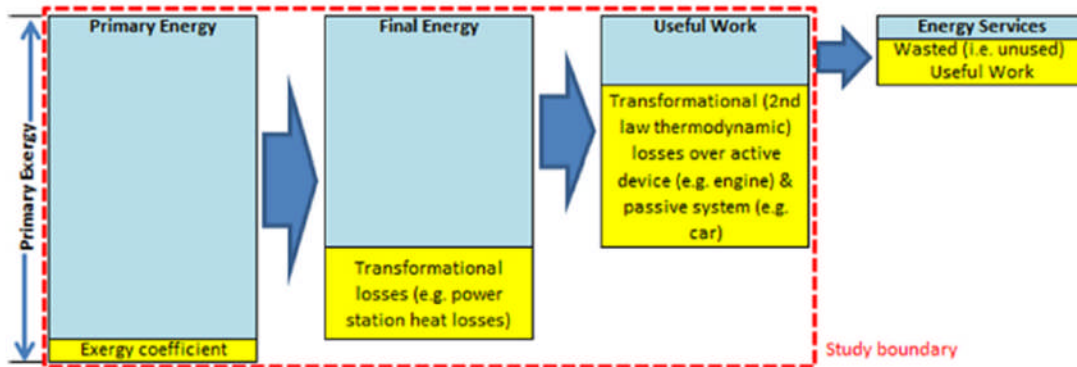 Primary Exergy
Primary Energy
Exergy coefficient
Final Energy
Transformational
losses (e.g. power
station heat losses)
Useful Work
Transformational (2nd
law thermodynamic)
losses over active
device (e.g. engine) &
passive system (e.g.
car)
Energy Services
Wasted (i.e. unused)
Useful Work
Study boundary